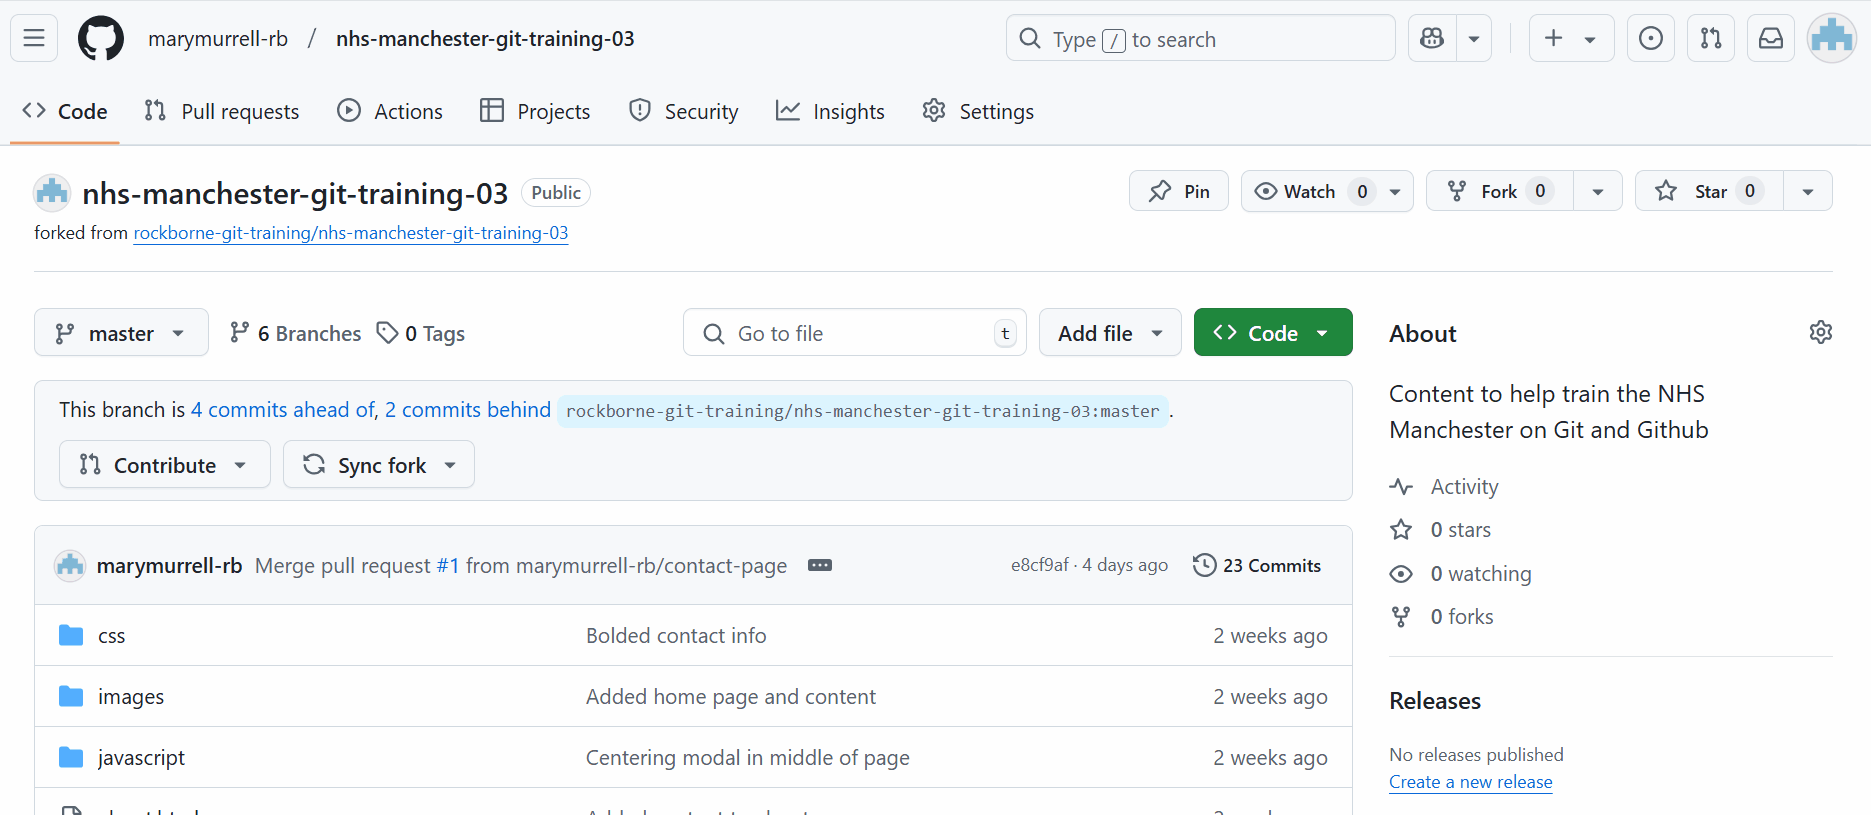 marymurrell-rb / nhs-manchester-git-training-03
Type / to search
Code Pull requests Actions Projects Security Insights Settings
nhs-manchester-git-training-03 Public
forked from rockborne-git-training/nhs-manchester-git-training-03
Pin
Watch 0
Fork 0
Star 0
master
6 Branches
0 Tags
Go to file t
Add file
Code
This branch is 4 commits ahead of, 2 commits behind rockborne-git-training/nhs-manchester-git-training-03:master .
Contribute
Sync fork
marymurrell-rb Merge pull request #1 from marymurrell-rb/contact-page
e8cf9af · 4 days ago
23 Commits
css Bolded contact info 2 weeks ago
images Added home page and content 2 weeks ago
javascript Centering modal in middle of page 2 weeks ago
About
Content to help train the NHS
Manchester on Git and Github
Activity
0 stars
0 watching
0 forks
Releases
No releases published
Create a new release